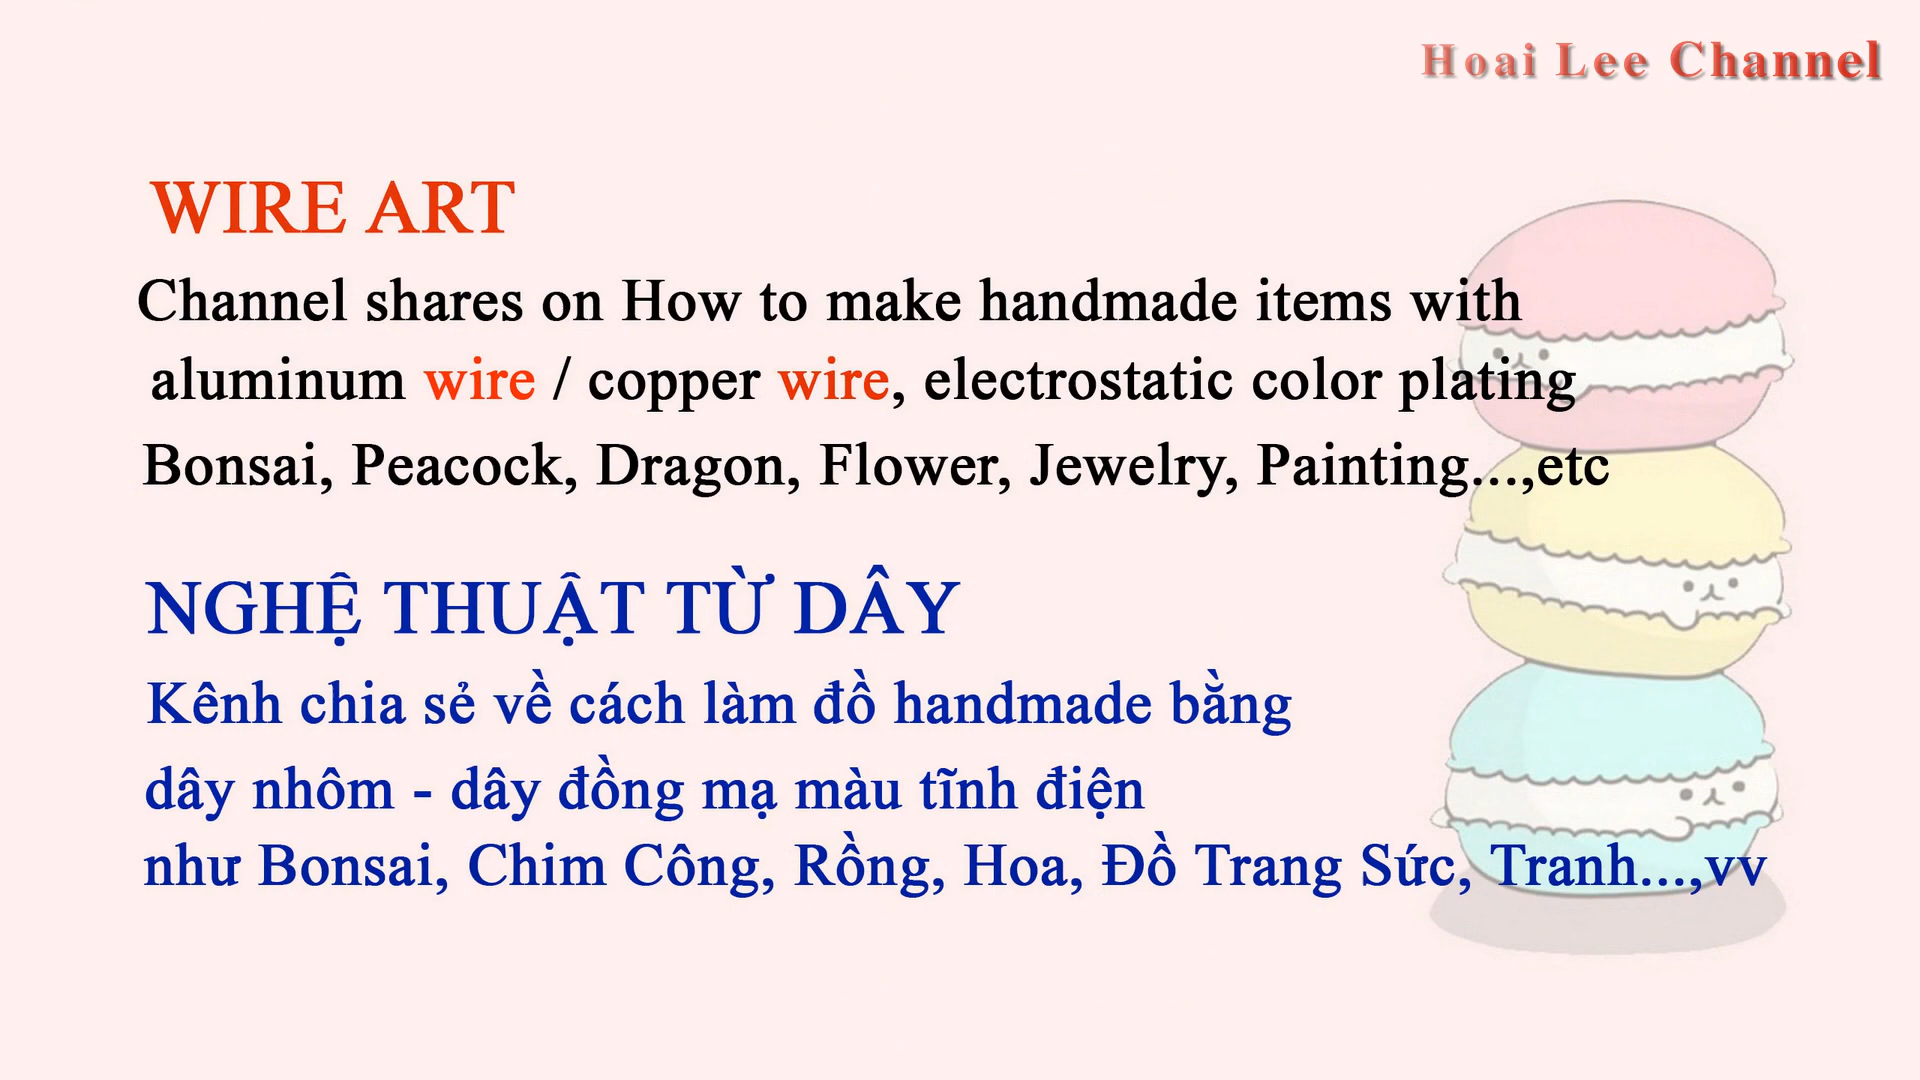 Hoai Lee Channel
WIRE ART
Channel shares on How to make handmade items with
aluminum wire / copper wire, electrostatic color plating
Bonsai, Peacock, Dragon, Flower, Jewelry, Painting...,etc
NGHỆ THUẬT TỪ DÂY
Kênh chia sẻ về cách làm đồ handmade bằng
dây nhôm - dây đồng mạ màu tĩnh điện
như Bonsai, Chim Công, Rồng, Hoa, Đồ Trang Sức, Tranh...,vv